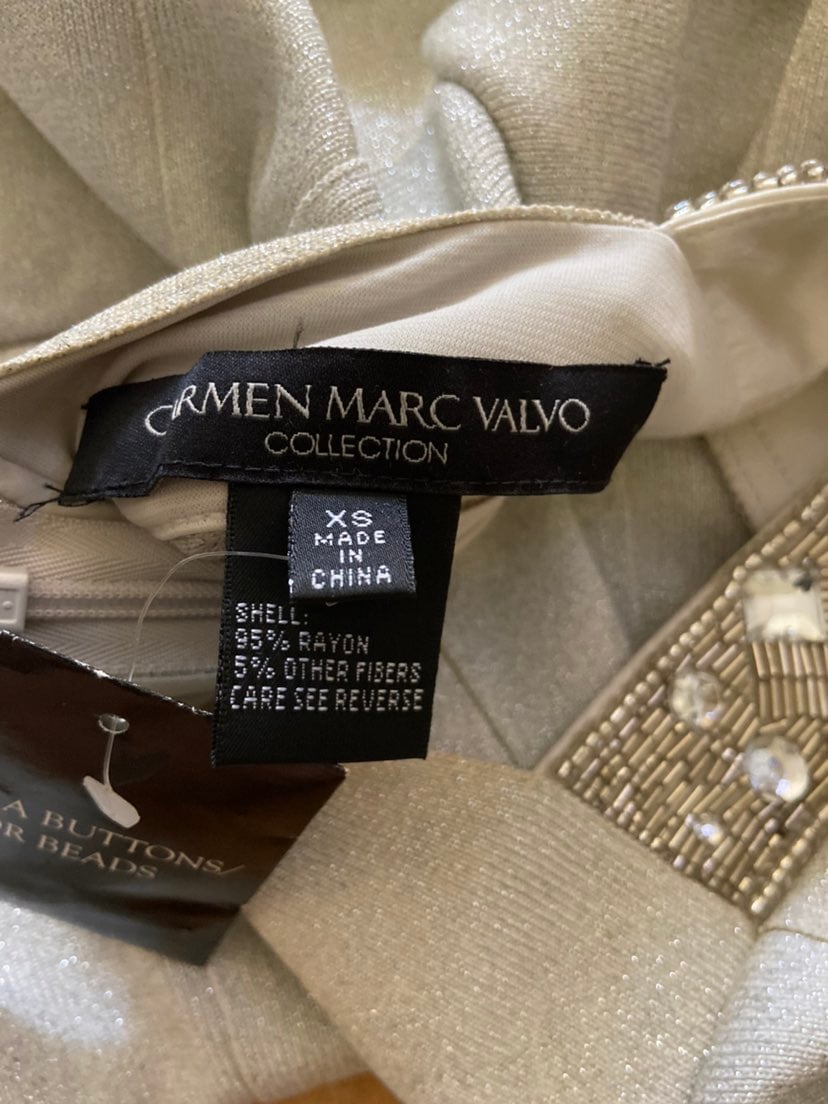 CARMEN MARC VALVO
COLLECTION
XS
MADE
IN
CHINA
SHELL:
95% RAYON
5% OTHER FIBERS
CARE SEE REVERSE
A BUTTONS/
OR BEADS